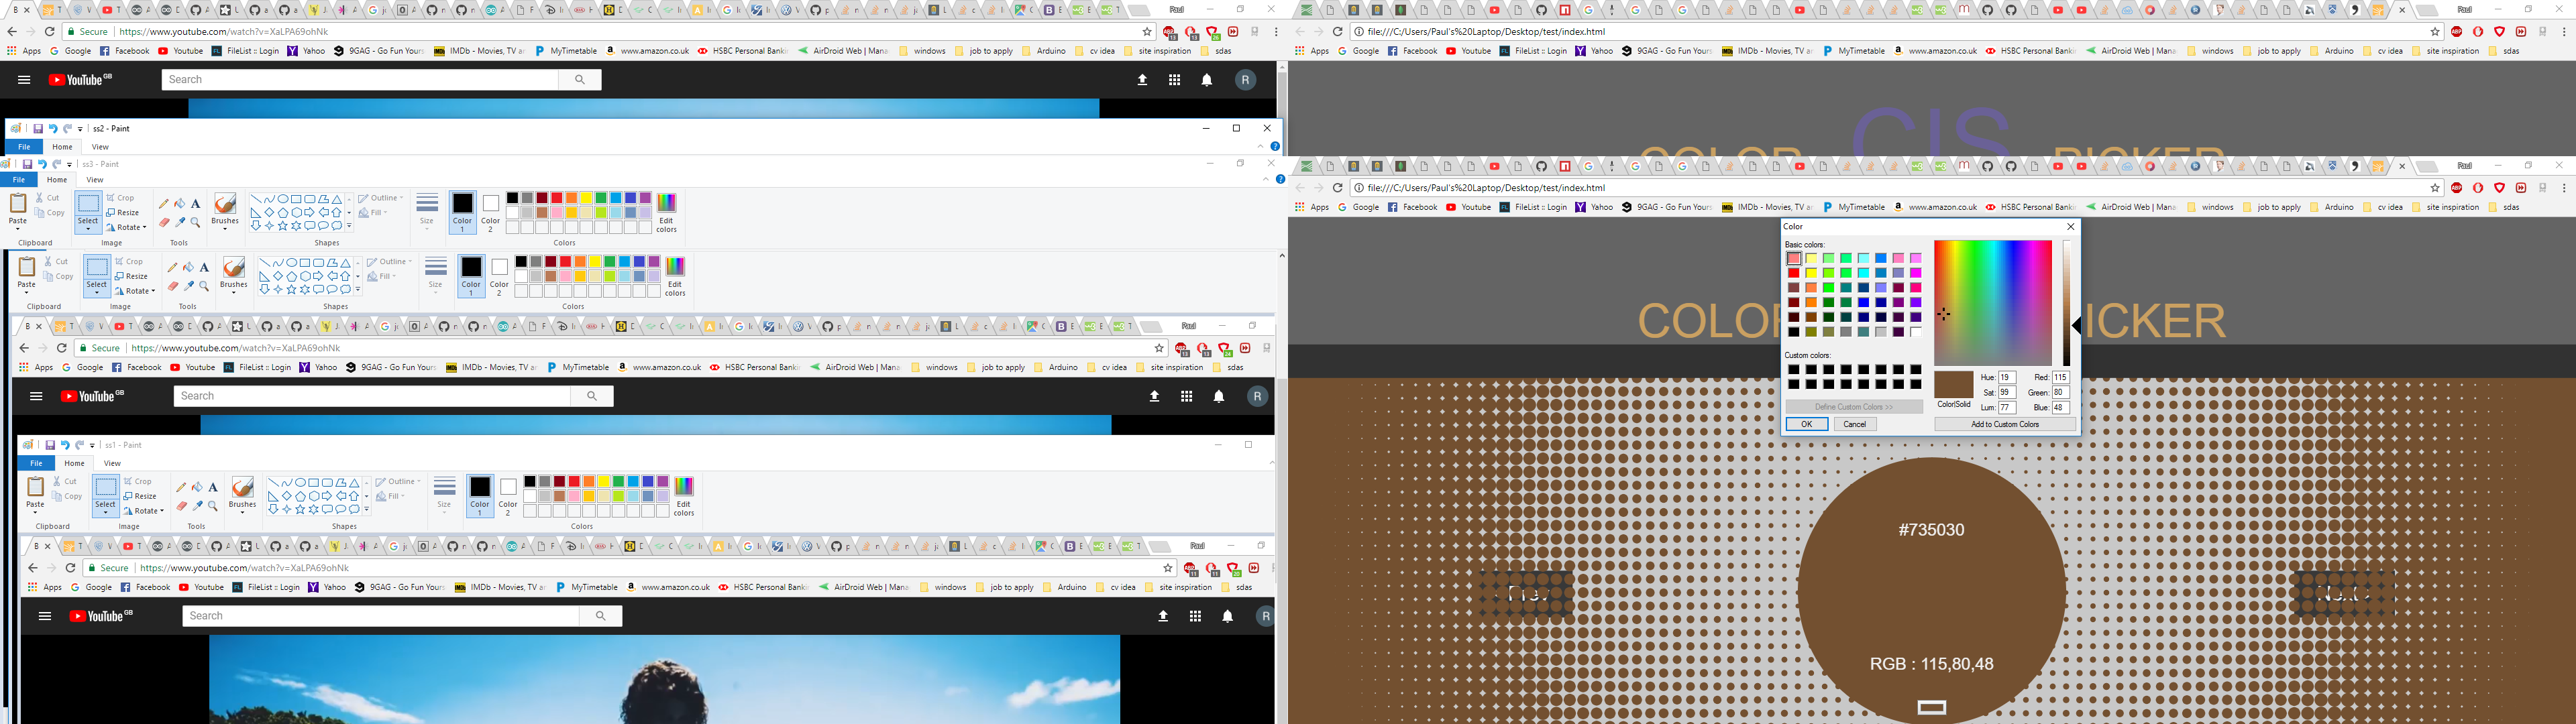 Secure https://www.youtube.com/watch?v=XaLPA69ohNk
Apps Google Facebook Youtube FileList :: Login Yahoo 9GAG - Go Fun Yours IMDb - Movies, TV an MyTimetable www.amazon.co.uk HSBC Personal Bankin AirDroid Web | Mana windows job to apply Arduino cv idea site inspiration sdas
YouTube GB Search R
ss2 - Paint
File Home View
ss3 - Paint
File Home View
Paste Cut Copy Select Crop Resize Rotate Brushes Outline Fill Size Color 1 Color 2 Edit colors
Clipboard Image Tools Shapes Colors
Paste Cut Copy Select Crop Resize Rotate Brushes Outline Fill Size Color 1 Color 2 Edit colors
Clipboard Image Tools Shapes Colors
Paul
Secure https://www.youtube.com/watch?v=XaLPA69ohNk
Apps Google Facebook Youtube FileList :: Login Yahoo 9GAG - Go Fun Yours IMDb - Movies, TV an MyTimetable www.amazon.co.uk HSBC Personal Bankin AirDroid Web | Mana windows job to apply Arduino cv idea site inspiration sdas
YouTube GB Search R
ss1 - Paint
File Home View
Paste Cut Copy Select Crop Resize Rotate Brushes Outline Fill Size Color 1 Color 2 Edit colors
Clipboard Image Tools Shapes Colors
Paul
Secure https://www.youtube.com/watch?v=XaLPA69ohNk
Apps Google Facebook Youtube FileList :: Login Yahoo 9GAG - Go Fun Yours IMDb - Movies, TV an MyTimetable www.amazon.co.uk HSBC Personal Bankin AirDroid Web | Mana windows job to apply Arduino cv idea site inspiration sdas
YouTube GB Search R
Paul
file:///C:/Users/Paul's%20Laptop/Desktop/test/index.html
Apps Google Facebook Youtube FileList :: Login Yahoo 9GAG - Go Fun Yours IMDb - Movies, TV an MyTimetable www.amazon.co.uk HSBC Personal Bankin AirDroid Web | Mana windows job to apply Arduino cv idea site inspiration sdas
COLOR CIS PICKER
Paul
file:///C:/Users/Paul's%20Laptop/Desktop/test/index.html
Apps Google Facebook Youtube FileList :: Login Yahoo 9GAG - Go Fun Yours IMDb - Movies, TV an MyTimetable www.amazon.co.uk HSBC Personal Bankin AirDroid Web | Mana windows job to apply Arduino cv idea site inspiration sdas
COLOR ICKER
Color
Basic colors:
Custom colors:
Define Custom Colors >>
OK Cancel
Color|Solid
Hue: 19 Red: 115
Sat: 99 Green: 80
Lum: 77 Blue: 48
Add to Custom Colors
#735030
Prev Next
RGB : 115,80,48